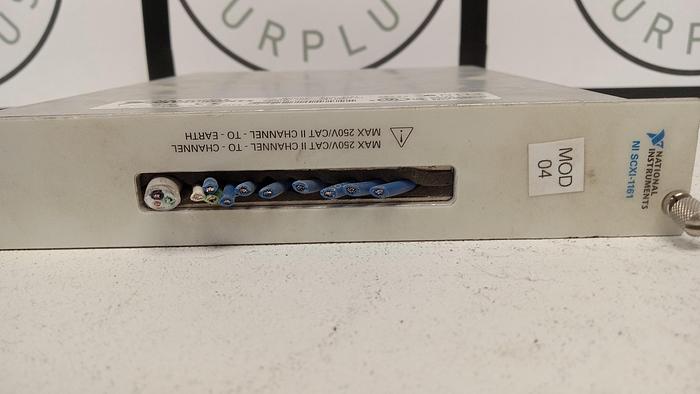 SURPLU
URPLU
MAX 250V/CAT II CHANNEL - TO - CHANNEL
MAX 250V/CAT II CHANNEL - TO - EARTH
MOD
04
NATIONAL
INSTRUMENTS
NI SCXI-1161